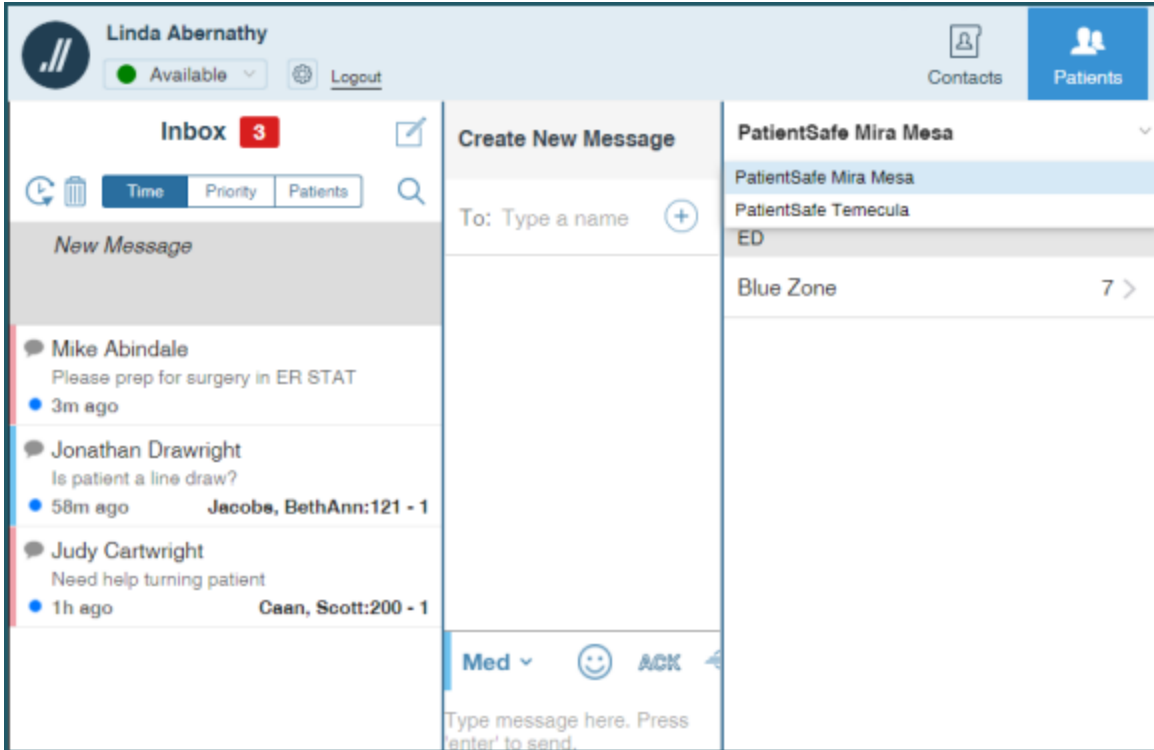 Linda Abernathy
Available
Logout
Contacts
Patients
Inbox 3
Time
Priority
Patients
New Message
Mike Abindale
Please prep for surgery in ER STAT
3m ago
Jonathan Drawright
Is patient a line draw?
58m ago Jacobs, BethAnn:121 - 1
Judy Cartwright
Need help turning patient
1h ago Caan, Scott:200 - 1
Create New Message
To: Type a name
Med
ACK
Type message here. Press
'enter' to send.
PatientSafe Mira Mesa
PatientSafe Mira Mesa
PatientSafe Temecula
ED
Blue Zone 7